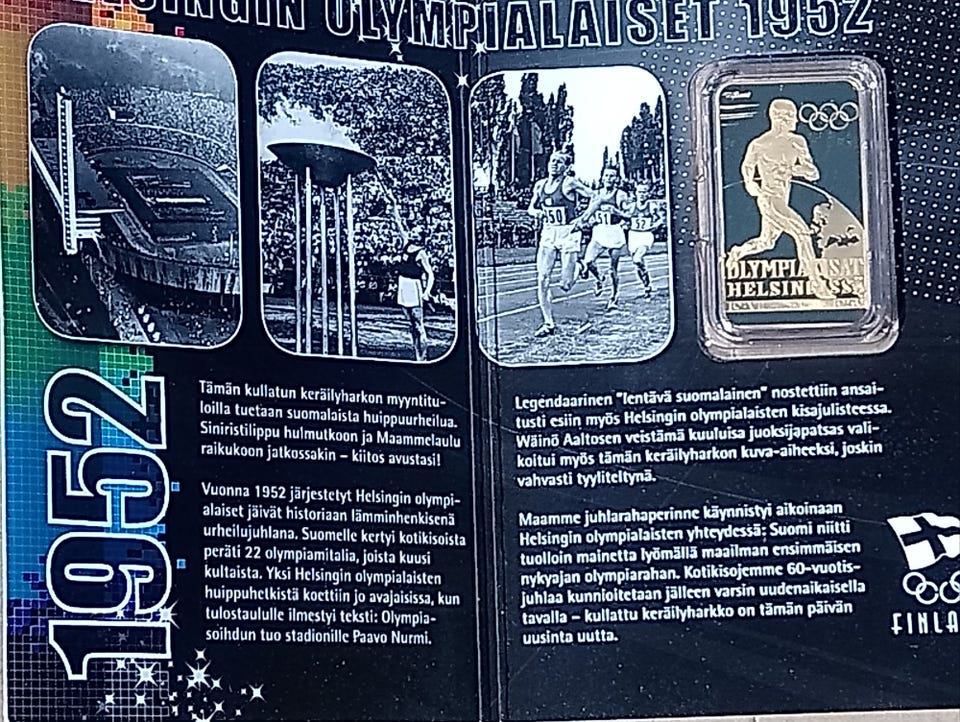 HELSINGIN OLYMPIALAISET 1952
550
OLYMPIA
HELSIN
1952
Tämän kullatun keräilyharkon myyntitu-
loilla tuetaan suomalaista huippuurheilua.
Siniristilippu hulmutkoon ja Maammelaulu
raikukoon jatkossakin – kiitos avustasi!
Vuonna 1952 järjestetyt Helsingin olympi-
alaiset jäivät historiaan lämminhenkisenä
urheilujuhlana. Suomelle kertyi kotikisoista
peräti 22 olympiamitalia, joista kuusi
kultaista. Yksi Helsingin olympialaisten
huippuhetkistä koettiin jo avajaisissa, kun
tulostaululle ilmestyi teksti: Olympia-
soihdun tuo stadionille Paavo Nurmi.
Legendaarinen "lentävä suomalainen" nostettiin ansai-
tusti esiin myös Helsingin olympialaisten kisajulisteessa.
Wäinö Aaltosen veistämä kuuluisa juoksijapatsas vali-
koitui myös tämän keräilyharkon kuva-aiheeksi, joskin
vahvasti tyyliteltynä.
Maamme juhlarahaperinne käynnistyi aikoinaan
Helsingin olympialaisten yhteydessä: Suomi niitti
tuolloin mainetta lyömällä maailman ensimmäisen
nykyajan olympiarahan. Kotikisojemme 60-vuotis-
juhlaa kunnioitetaan jälleen varsin uudenaikaisella
tavalla – kullattu keräilyharkko on tämän päivän
uusinta uutta.
FINLA